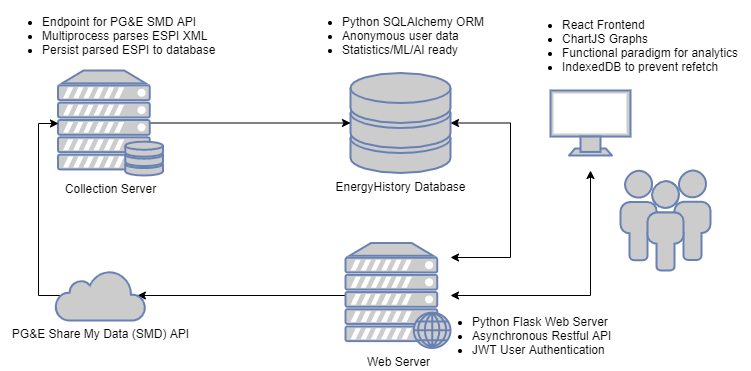 • Endpoint for PG&E SMD API
• Multiprocess parses ESPI XML
• Persist parsed ESPI to database
• Python SQLAlchemy ORM
• Anonymous user data
• Statistics/ML/AI ready
• React Frontend
• ChartJS Graphs
• Functional paradigm for analytics
• IndexedDB to prevent refetch
Collection Server
EnergyHistory Database
PG&E Share My Data (SMD) API
Web Server
• Python Flask Web Server
• Asynchronous Restful API
• JWT User Authentication